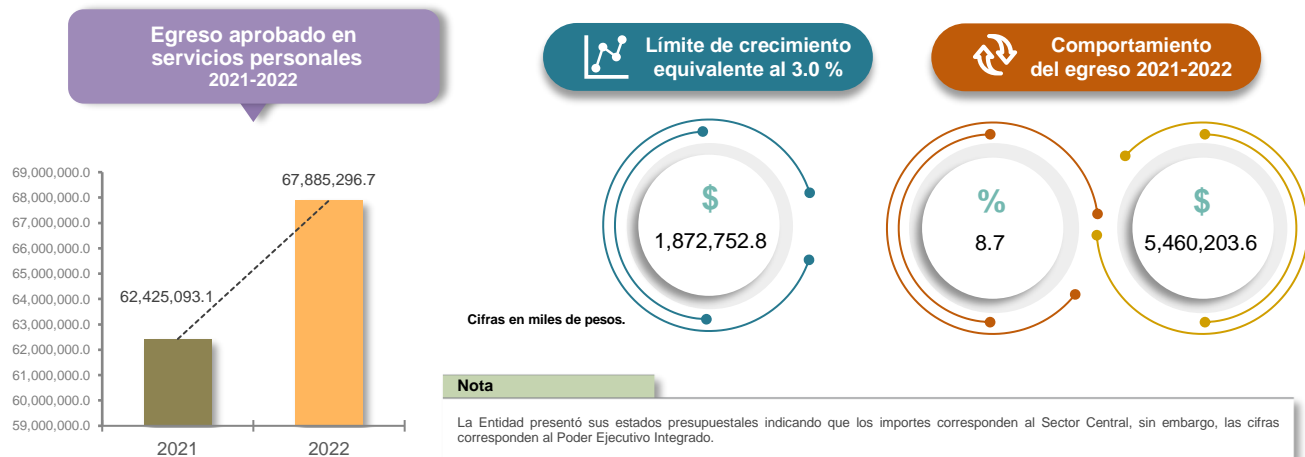 Egreso aprobado en
servicios personales
2021-2022
Límite de crecimiento
equivalente al 3.0 %
Comportamiento
del egreso 2021-2022
69,000,000.0
68,000,000.0
67,000,000.0
66,000,000.0
65,000,000.0
64,000,000.0
63,000,000.0
62,000,000.0
61,000,000.0
60,000,000.0
59,000,000.0
62,425,093.1
67,885,296.7
2021
2022
$
1,872,752.8
%
8.7
$
5,460,203.6
Cifras en miles de pesos.
Nota
La Entidad presentó sus estados presupuestales indicando que los importes corresponden al Sector Central, sin embargo, las cifras
corresponden al Poder Ejecutivo Integrado.